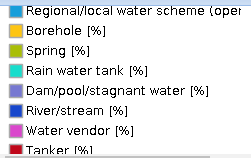 Regional/local water scheme (oper
Borehole [%]
Spring [%]
Rain water tank [%]
Dam/pool/stagnant water [%]
River/stream [%]
Water vendor [%]
Tanker [%]